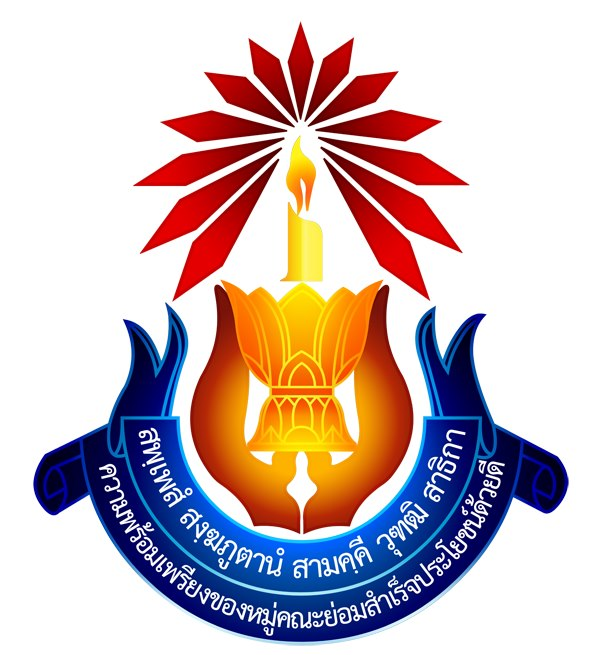 สพฺเพสํ สงฺฆภูตานํ สามคฺคี วุฑฺฒิ สาธิกา
ความพร้อมเพรียงของหมู่คณะย่อมสำเร็จประโยชน์ด้วยดี